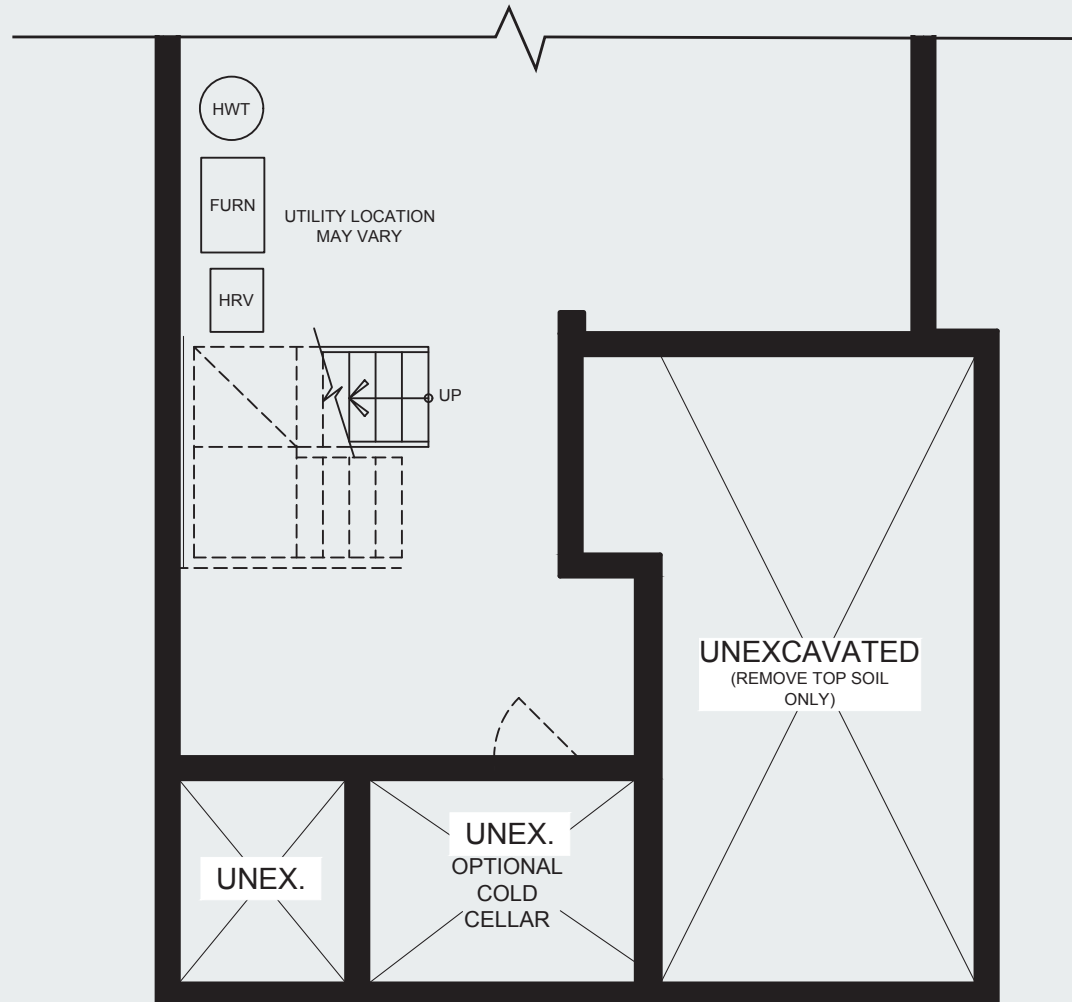 HWT
FURN
UTILITY LOCATION
MAY VARY
HRV
UP
UNEXCAVATED
(REMOVE TOP SOIL
ONLY)
UNEX.
OPTIONAL
COLD
CELLAR
UNEX.